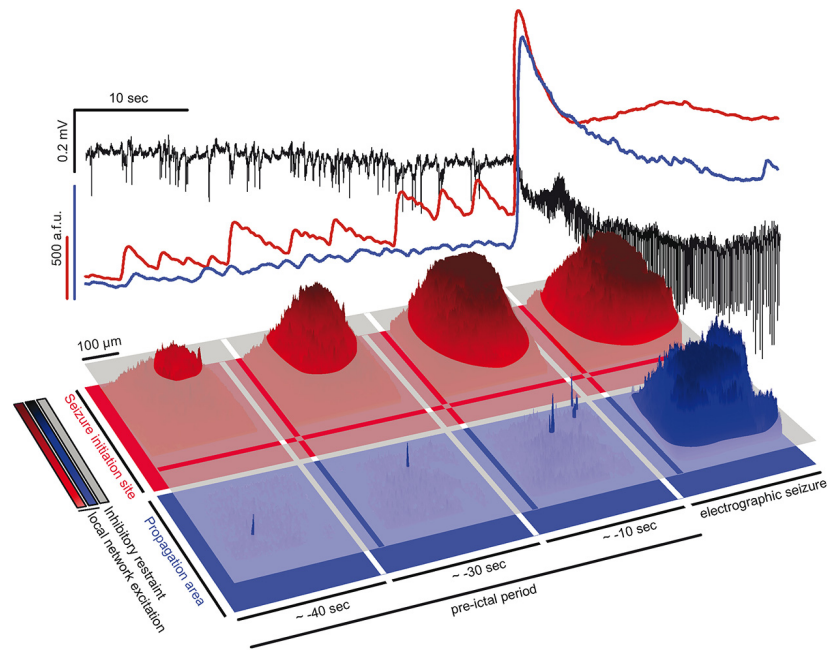 10 sec
0.2 mV
500 a.f.u.
100 µm
Seizure initiation site
Propagation area
Inhibitory restraint
local network excitation
~ -40 sec
~ -30 sec
~ -10 sec
electrographic seizure
pre-ictal period